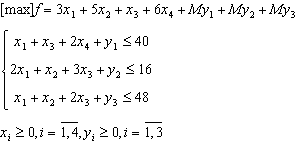 [max]f = 3x₁ + 5x₂ + x₃ + 6x₄ + My₁ + My₂ + My₃
x₁ + x₃ + 2x₄ + y₁ ≤ 40
2x₁ + x₂ + 3x₃ + y₂ ≤ 16
x₁ + x₂ + 2x₃ + y₃ ≤ 48
xᵢ ≥ 0, i = 1,4, yᵢ ≥ 0, i = 1,3